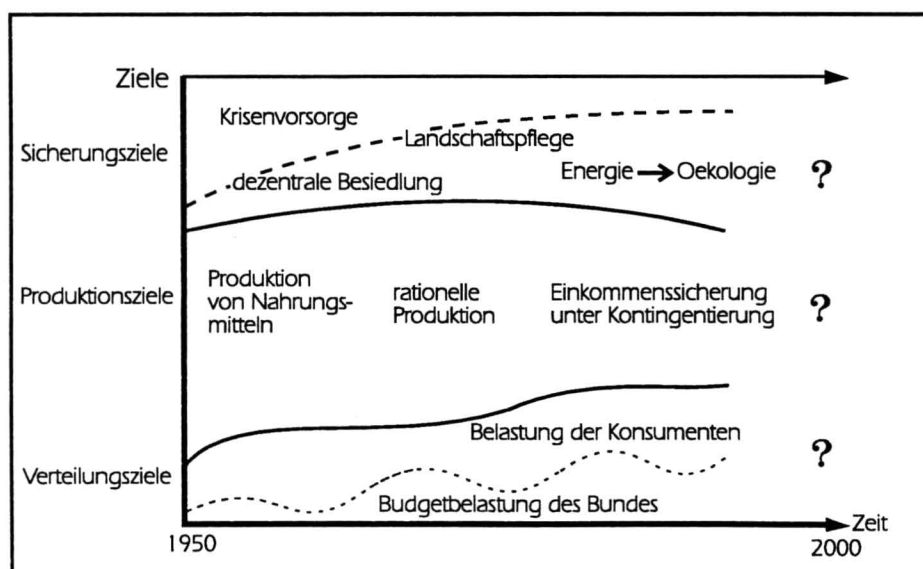 Ziele
Krisenvorsorge
Landschaftspflege
Sicherungsziele
dezentrale Besiedlung
Energie → Oekologie ?
Produktionsziele
Produktion
von Nahrungs-
mitteln
rationelle
Produktion
Einkommenssicherung
unter Kontingentierung
?
Belastung der Konsumenten
?
Verteilungsziele
Budgetbelastung des Bundes
Zeit
1950
2000